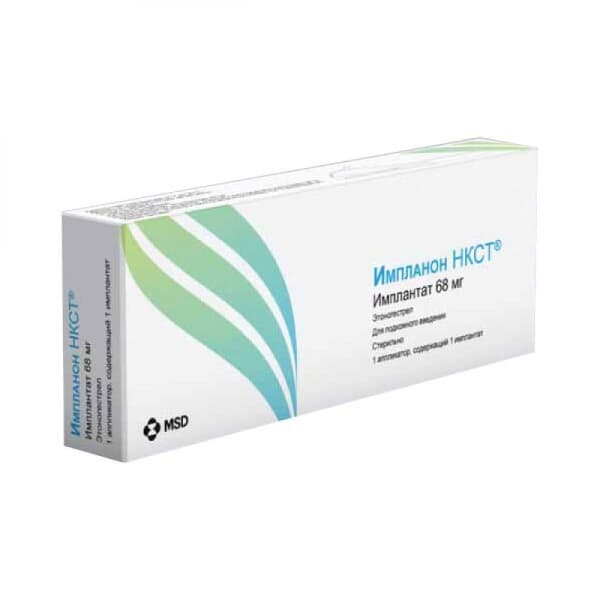 Импланон НКСТ®
Имплантат 68 мг
Этоногестрел
Для подкожного введения
Стерильно
1 аппликатор, содержащий 1 имплантат
MSD
Импланон НКСТ®
Имплантат 68 мг
Этоногестрел
1 аппликатор, содержащий 1 имплантат